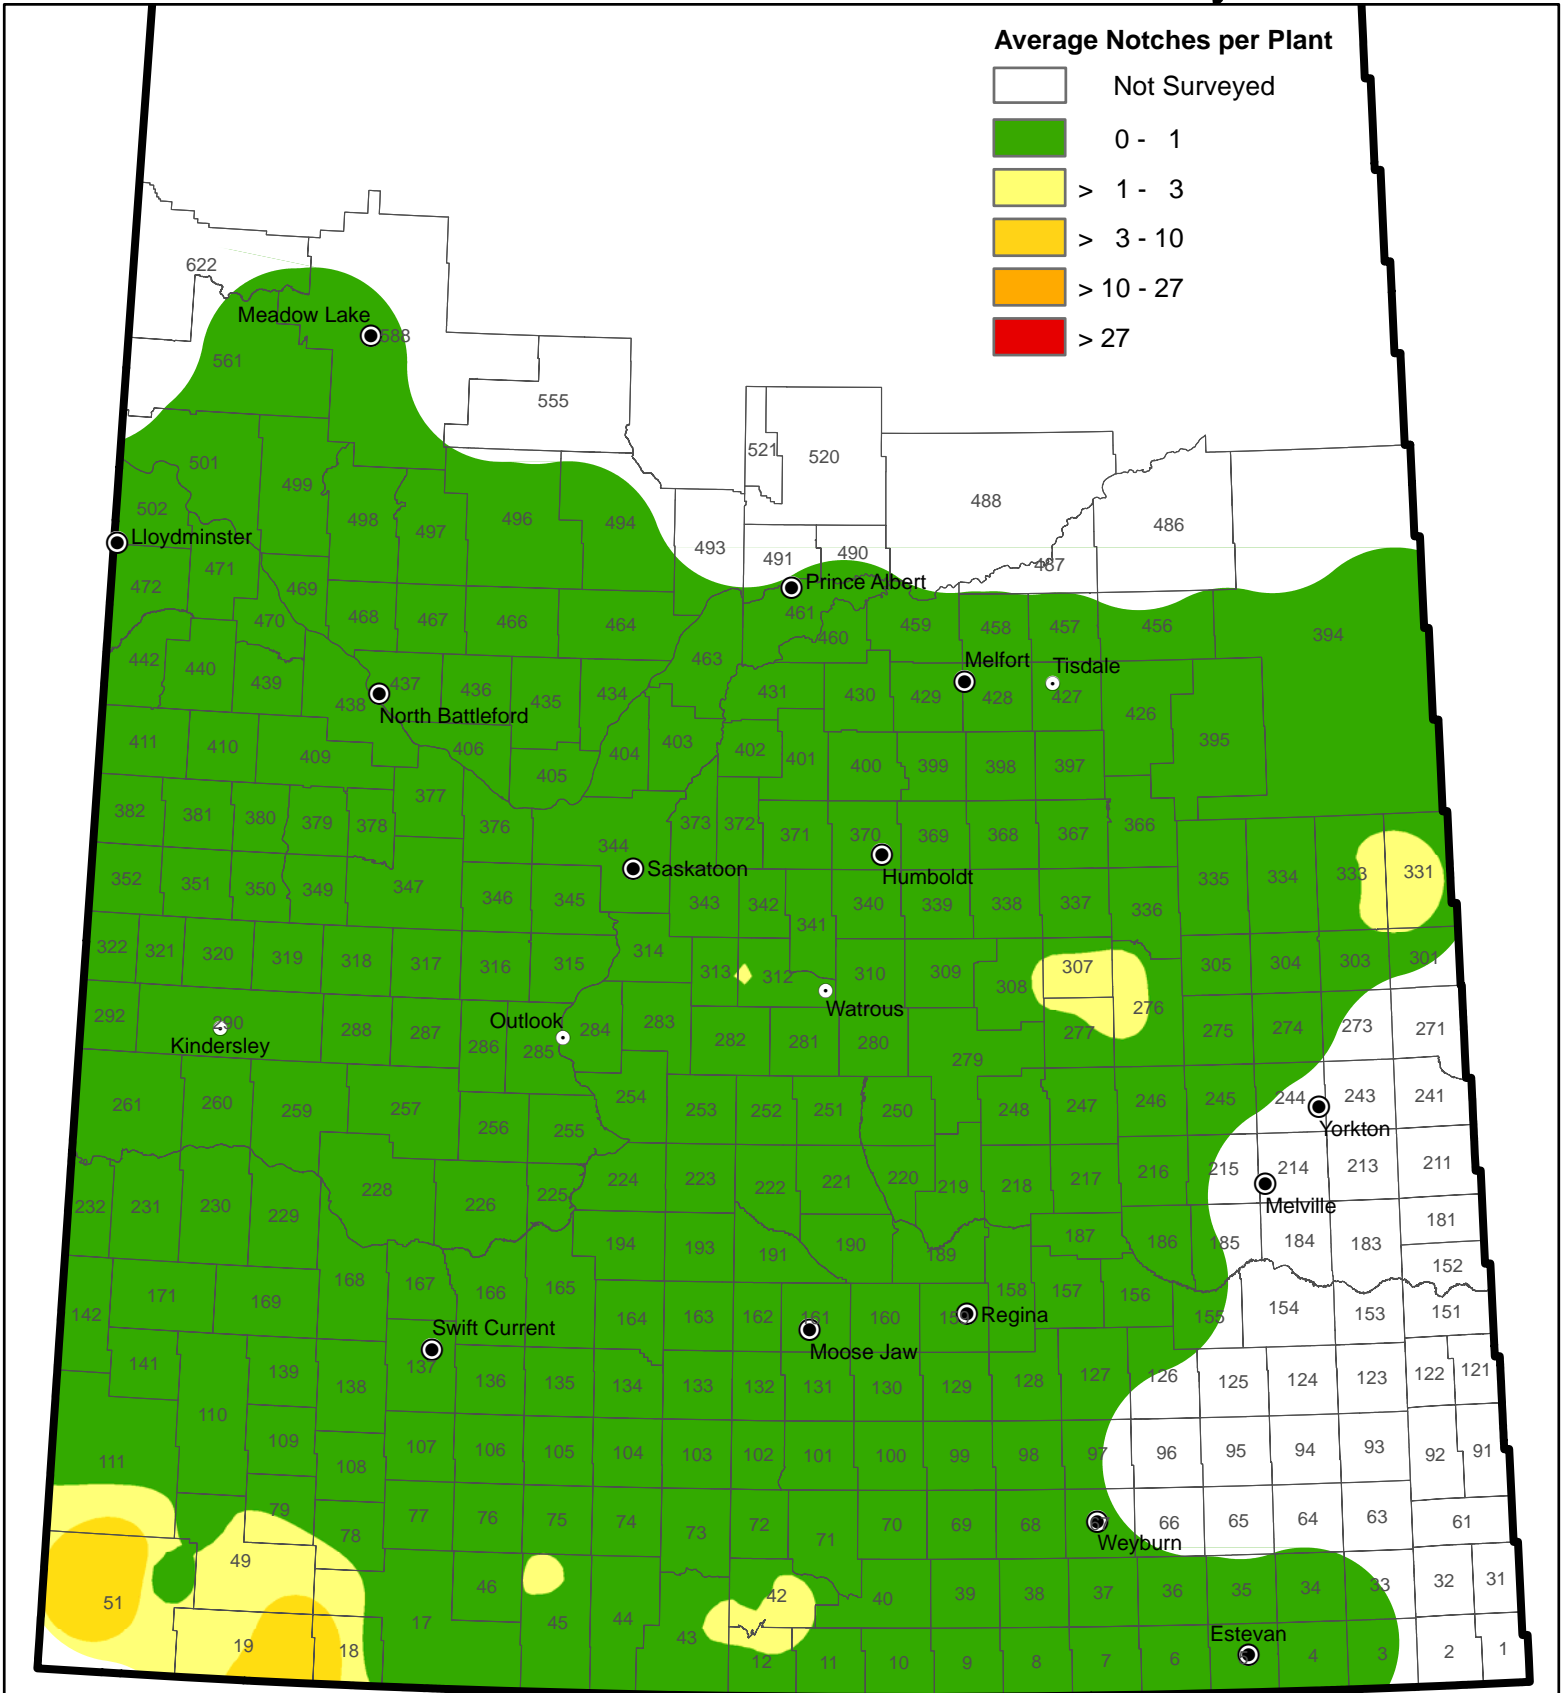 Average Notches per Plant
Not Surveyed
0 - 1
> 1 - 3
> 3 - 10
> 10 - 27
> 27
622
Meadow Lake
588
561
555
521 520
501
499
488
502
498 497 496 494
486
Lloydminster
493 491 490
487
471
472
469
Prince Albert
470
468 467 466 464
461 460 459 458 457 456 394
463
442 440 439
Melfort Tisdale
438 437 436 435 434
431 430 429 428 427 426
North Battleford
411 410 409 406 405 404 403 402 401 400 399 398 397 395
382 381 380 379 378 377 376
344 373 372 371 370 369 368 367 366
Saskatoon
Humboldt
352 351 350 349 347 346 345
343 342 341 340 339 338 337 336 335 334 333 331
322 321 320 319 318 317 316 315 314 313 312 310 309 308 307 305 304 303 301
Watrous
276
292 290 288 287 286 285 284 283 282 281 280 279 277 275 274 273 271
Outlook
Kindersley
261 260 259 257 256 255 254 253 252 251 250 248 247 246 245 244 243 241
Yorkton
232 231 230 229 228 226 225 224 223 222 221 220 219 218 217 216 215 214 213 211
Melville
194 193 191 190 189 187 186 185 184 183 181
152
171 169 168 167 166 165
142
164 163 162 161 160 159 158 157 156 155 154 153 151
Regina
Swift Current
Moose Jaw
141 139 138 137 136 135 134 133 132 131 130 129 128 127 126 125 124 123 122 121
111 110 109 108 107 106 105 104 103 102 101 100 99 98 97 96 95 94 93 92 91
79 78 77 76 75 74 73 72 71 70 69 68 67 66 65 64 63 61
Weyburn
51 49 46 45 44 42 40 39 38 37 36 35 34 33 32 31
Estevan
19 18 17 43 12 11 10 9 8 7 6 4 3 2 1